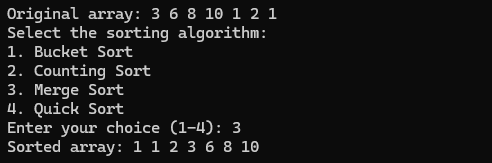 Original array: 3 6 8 10 1 2 1
Select the sorting algorithm:
1. Bucket Sort
2. Counting Sort
3. Merge Sort
4. Quick Sort
Enter your choice (1-4): 3
Sorted array: 1 1 2 3 6 8 10